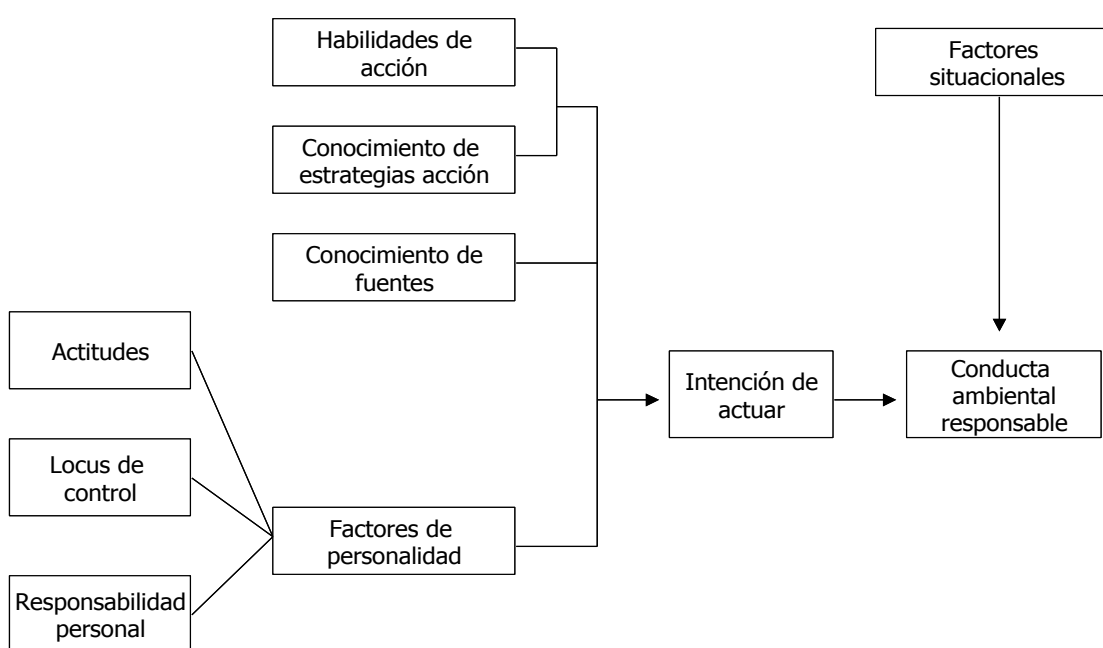 Habilidades de
acción
Factores
situacionales
Conocimiento de
estrategias acción
Conocimiento de
fuentes
Actitudes
Intención de
actuar
Conducta
ambiental
responsable
Locus de
control
Factores de
personalidad
Responsabilidad
personal